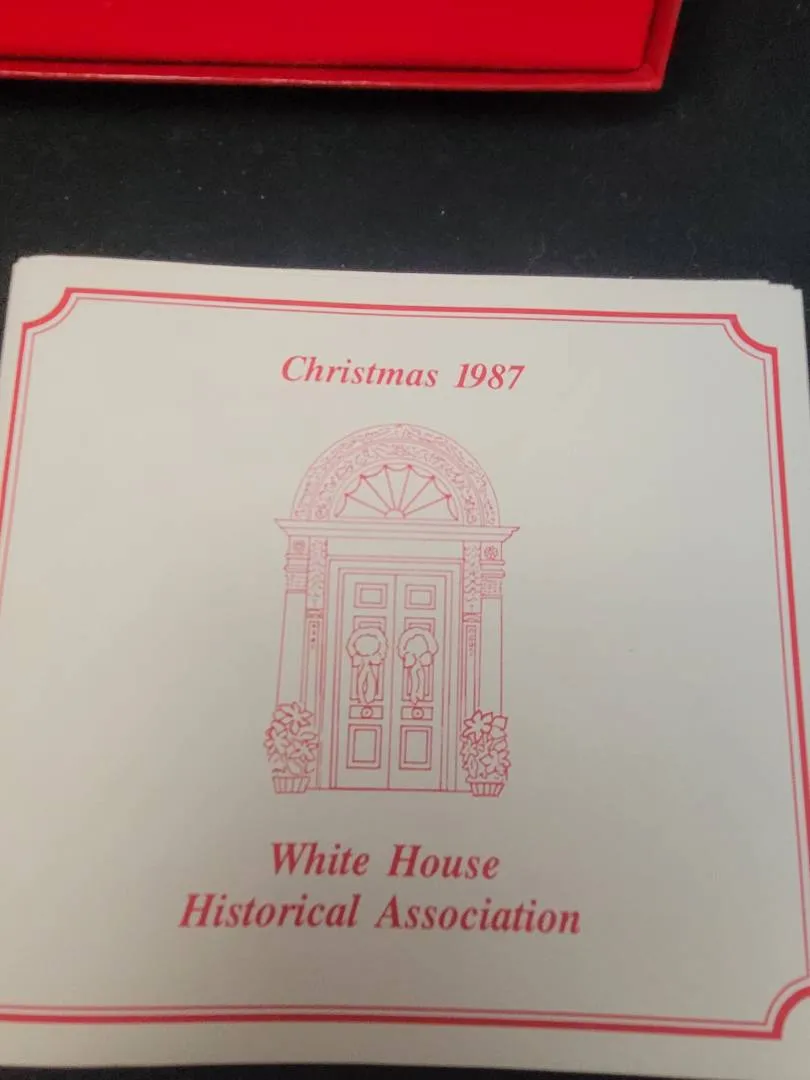 Christmas 1987
White House
Historical Association